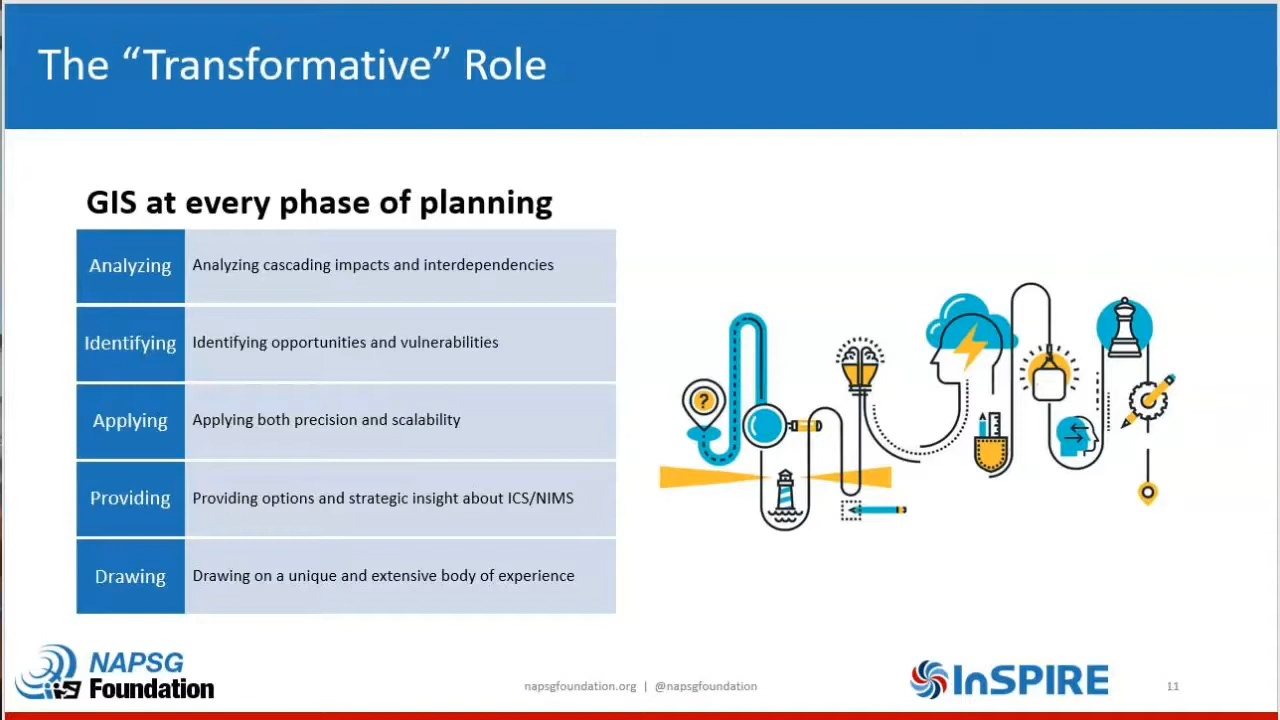 The “Transformative” Role
GIS at every phase of planning
Analyzing
Analyzing cascading impacts and interdependencies
Identifying
Identifying opportunities and vulnerabilities
Applying
Applying both precision and scalability
Providing
Providing options and strategic insight about ICS/NIMS
Drawing
Drawing on a unique and extensive body of experience
?
NAPSG
Foundation
napsgfoundation.org | @napsgfoundation
InSPIRE
11